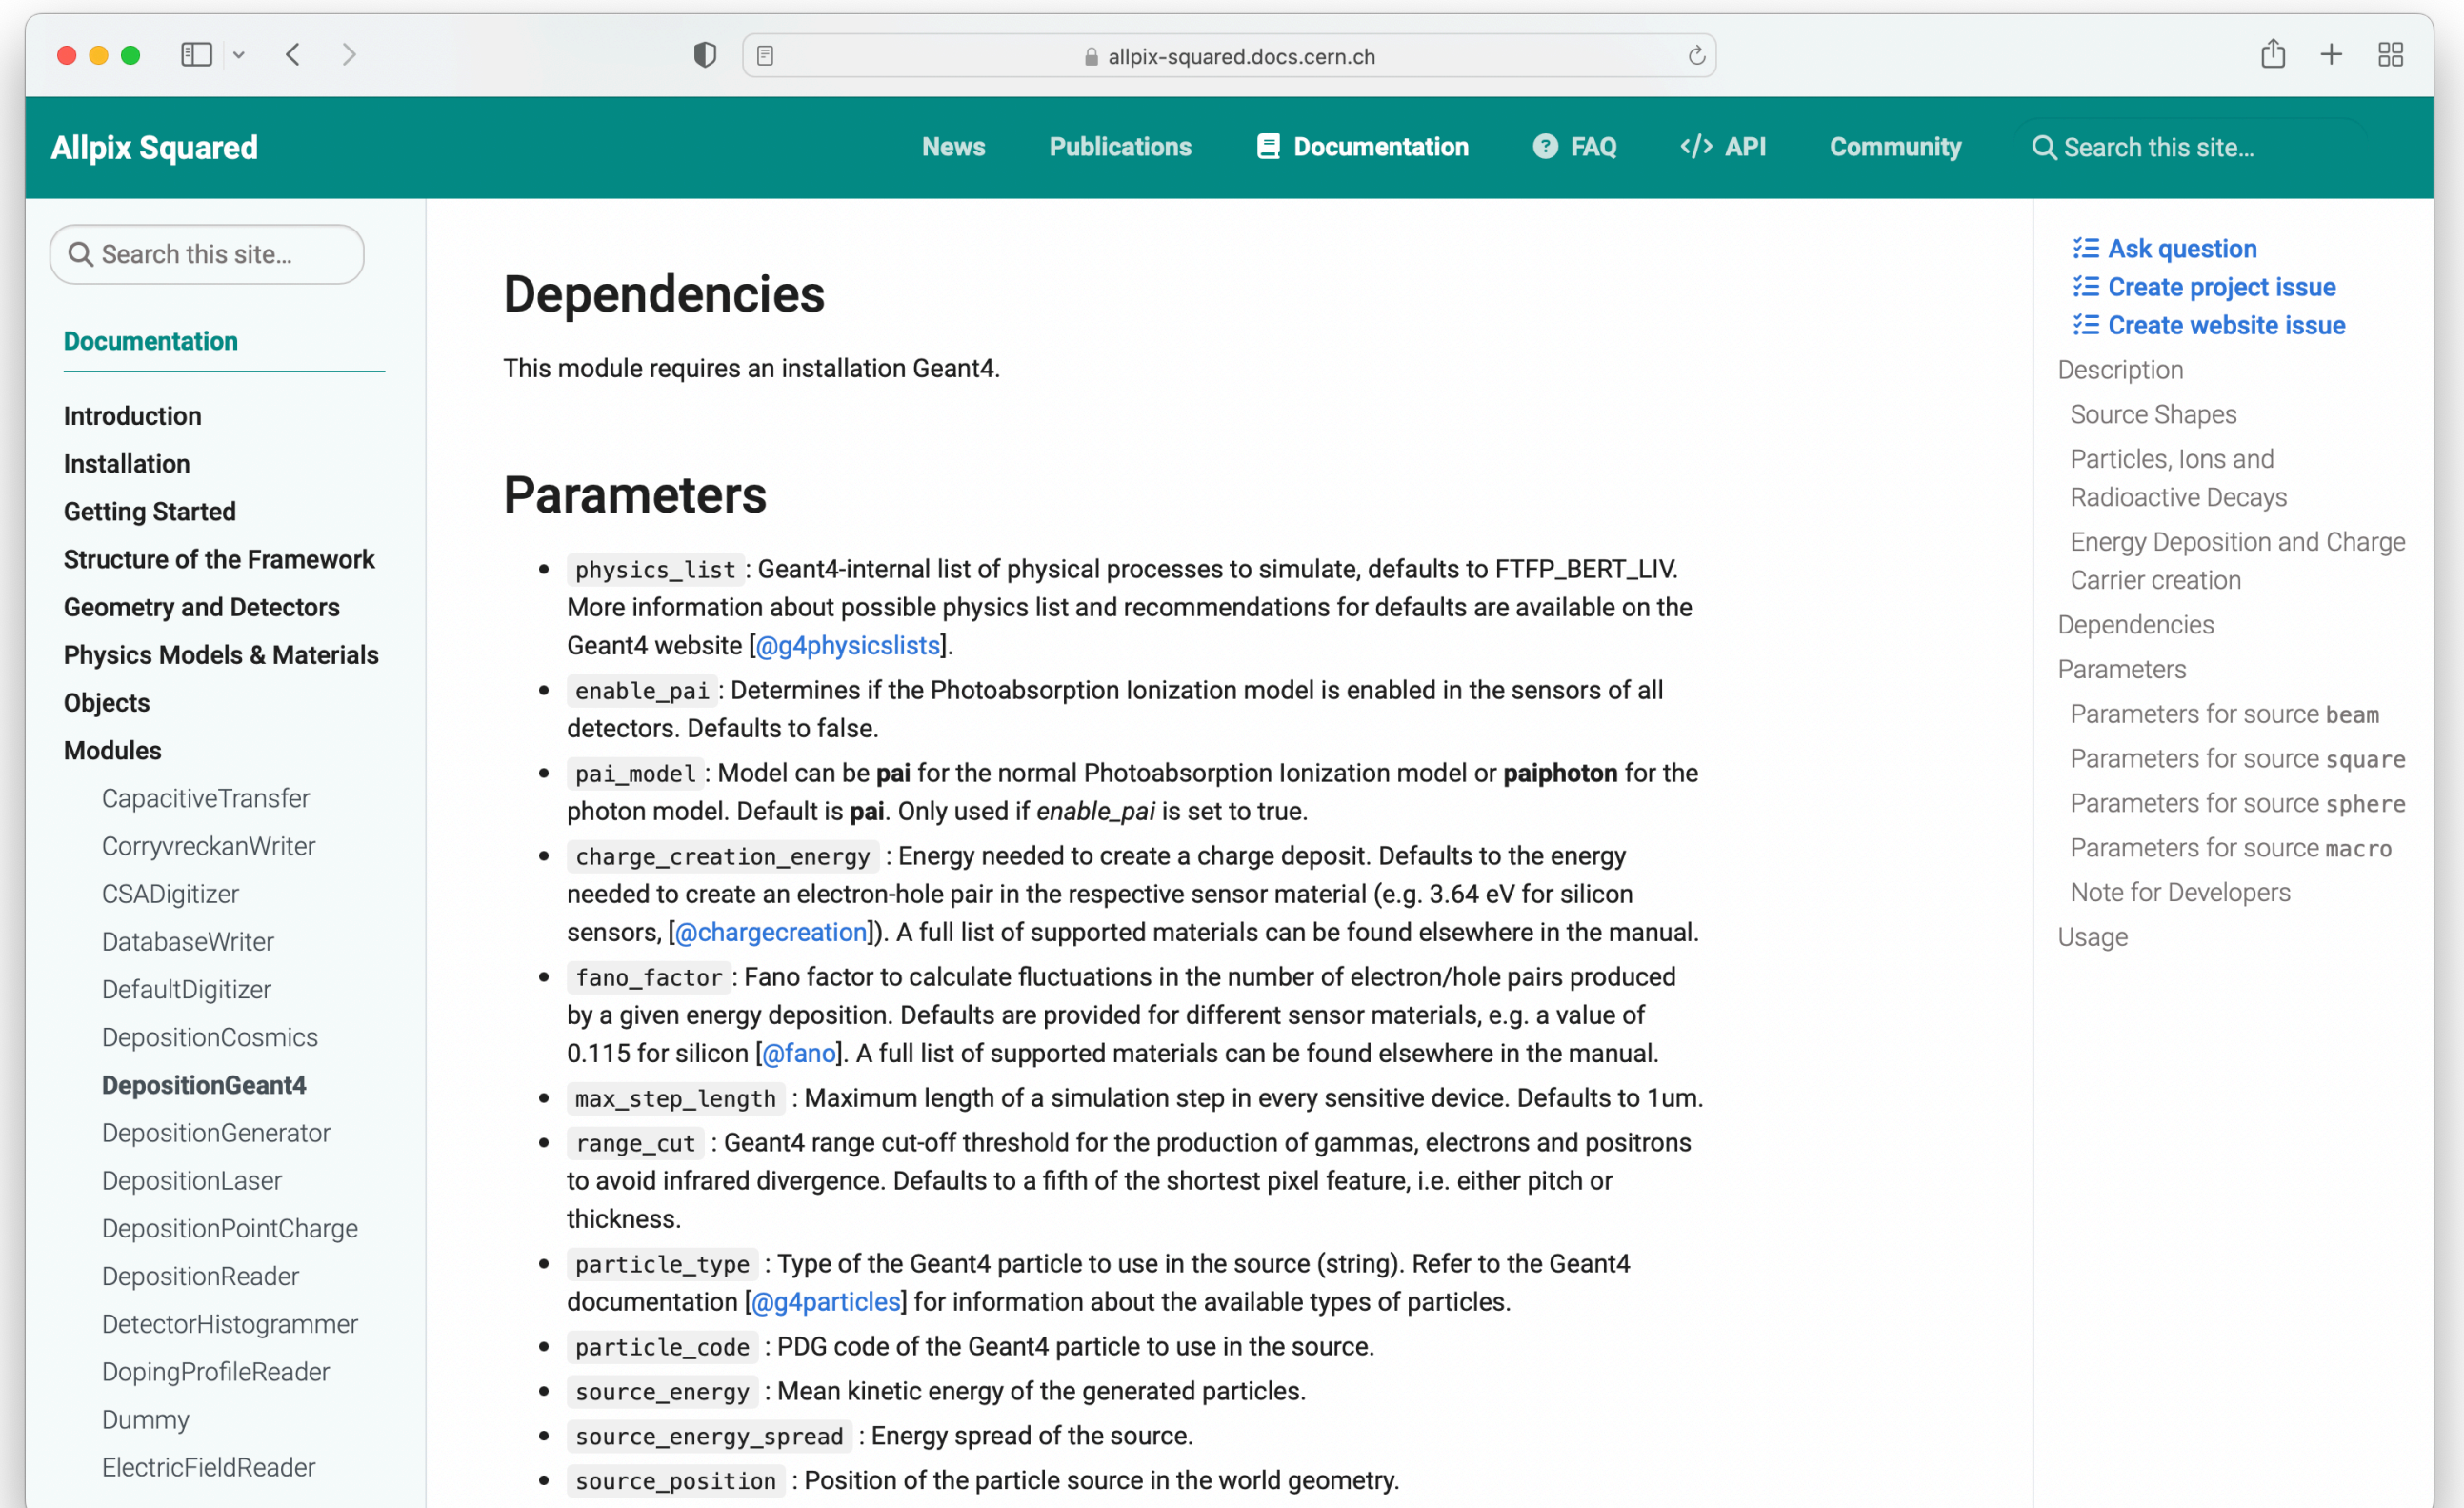 allpix-squared.docs.cern.ch
Allpix Squared
News
Publications
Documentation
FAQ
API
Community
Search this site…
Search this site…
Documentation
Introduction
Installation
Getting Started
Structure of the Framework
Geometry and Detectors
Physics Models & Materials
Objects
Modules
CapacitiveTransfer
CorryvreckanWriter
CSADigitizer
DatabaseWriter
DefaultDigitizer
DepositionCosmics
DepositionGeant4
DepositionGenerator
DepositionLaser
DepositionPointCharge
DepositionReader
DetectorHistogrammer
DopingProfileReader
Dummy
ElectricFieldReader
Dependencies
This module requires an installation Geant4.
Parameters
• physics_list : Geant4-internal list of physical processes to simulate, defaults to FTFP_BERT_LIV.
More information about possible physics list and recommendations for defaults are available on the
Geant4 website [@g4physicslists].
• enable_pai : Determines if the Photoabsorption Ionization model is enabled in the sensors of all
detectors. Defaults to false.
• pai_model : Model can be pai for the normal Photoabsorption Ionization model or paiphoton for the
photon model. Default is pai. Only used if enable_pai is set to true.
• charge_creation_energy : Energy needed to create a charge deposit. Defaults to the energy
needed to create an electron-hole pair in the respective sensor material (e.g. 3.64 eV for silicon
sensors, [@chargecreation]). A full list of supported materials can be found elsewhere in the manual.
• fano_factor : Fano factor to calculate fluctuations in the number of electron/hole pairs produced
by a given energy deposition. Defaults are provided for different sensor materials, e.g. a value of
0.115 for silicon [@fano]. A full list of supported materials can be found elsewhere in the manual.
• max_step_length : Maximum length of a simulation step in every sensitive device. Defaults to 1um.
• range_cut : Geant4 range cut-off threshold for the production of gammas, electrons and positrons
to avoid infrared divergence. Defaults to a fifth of the shortest pixel feature, i.e. either pitch or
thickness.
• particle_type : Type of the Geant4 particle to use in the source (string). Refer to the Geant4
documentation [@g4particles] for information about the available types of particles.
• particle_code : PDG code of the Geant4 particle to use in the source.
• source_energy : Mean kinetic energy of the generated particles.
• source_energy_spread : Energy spread of the source.
• source_position : Position of the particle source in the world geometry.
Ask question
Create project issue
Create website issue
Description
Source Shapes
Particles, Ions and
Radioactive Decays
Energy Deposition and Charge
Carrier creation
Dependencies
Parameters
Parameters for source beam
Parameters for source square
Parameters for source sphere
Parameters for source macro
Note for Developers
Usage